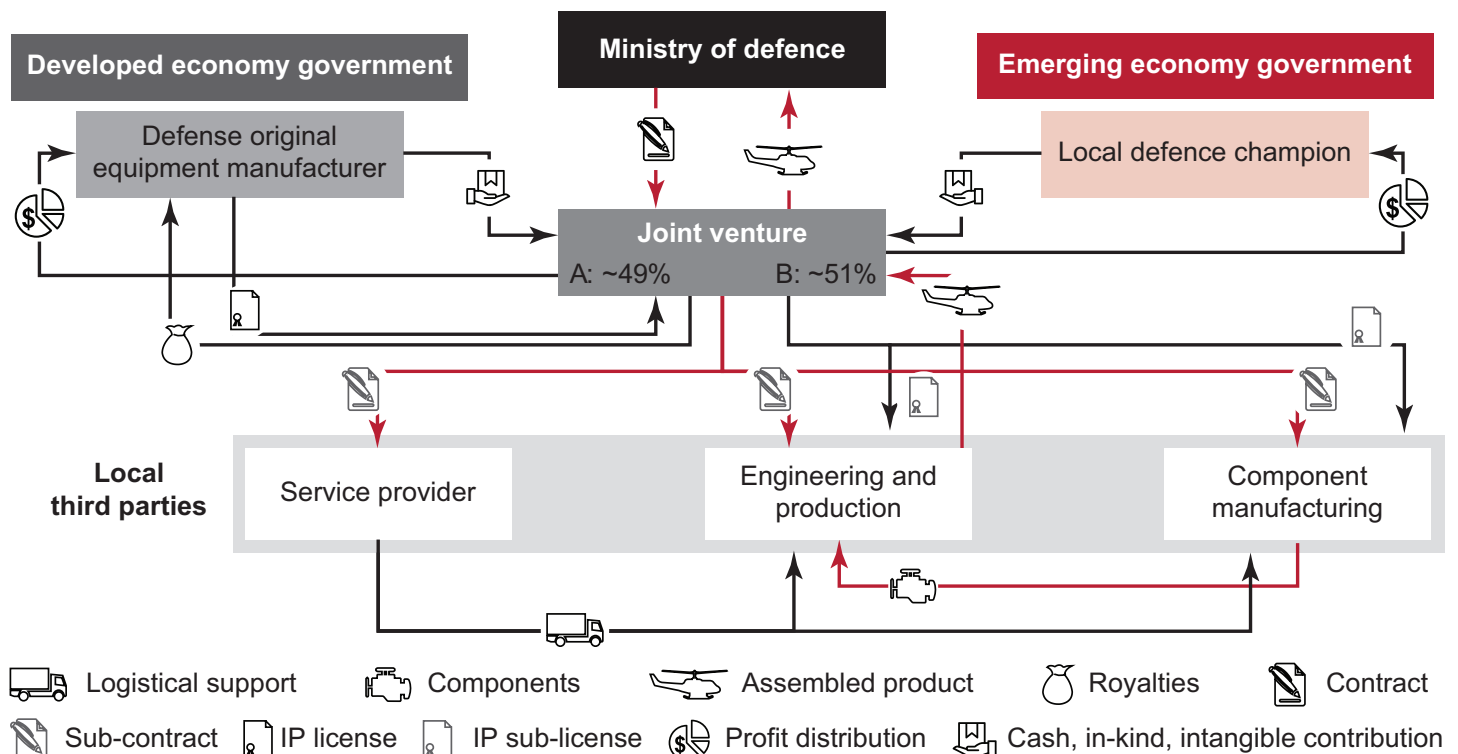 Ministry of defence
Developed economy government
Emerging economy government
Defense original
equipment manufacturer
Local defence champion
$
$
Joint venture
A: ~49%
B: ~51%
Local
third parties
Service provider
Engineering and
production
Component
manufacturing
Logistical support
Components
Assembled product
Royalties
Contract
Sub-contract
IP license
IP sub-license
$
Profit distribution
Cash, in-kind, intangible contribution